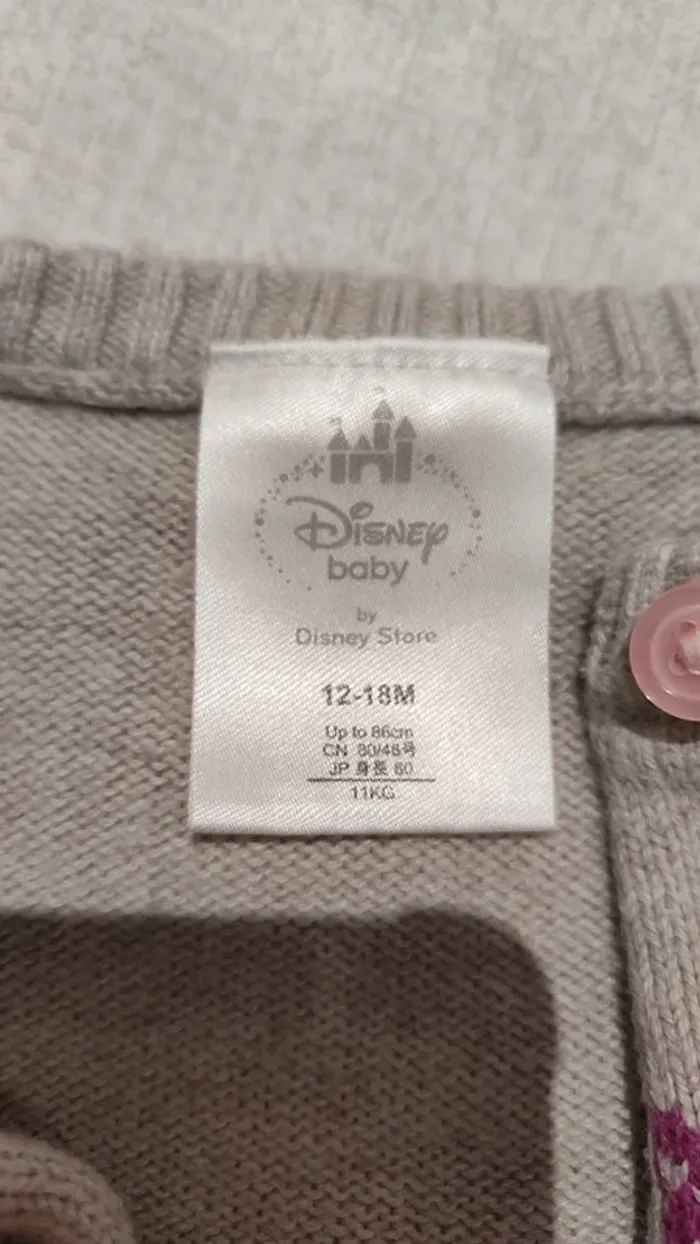 Disney
baby
by
Disney Store
12-18M
Up to 86cm
CN 80/48号
JP 身長 80
11KG